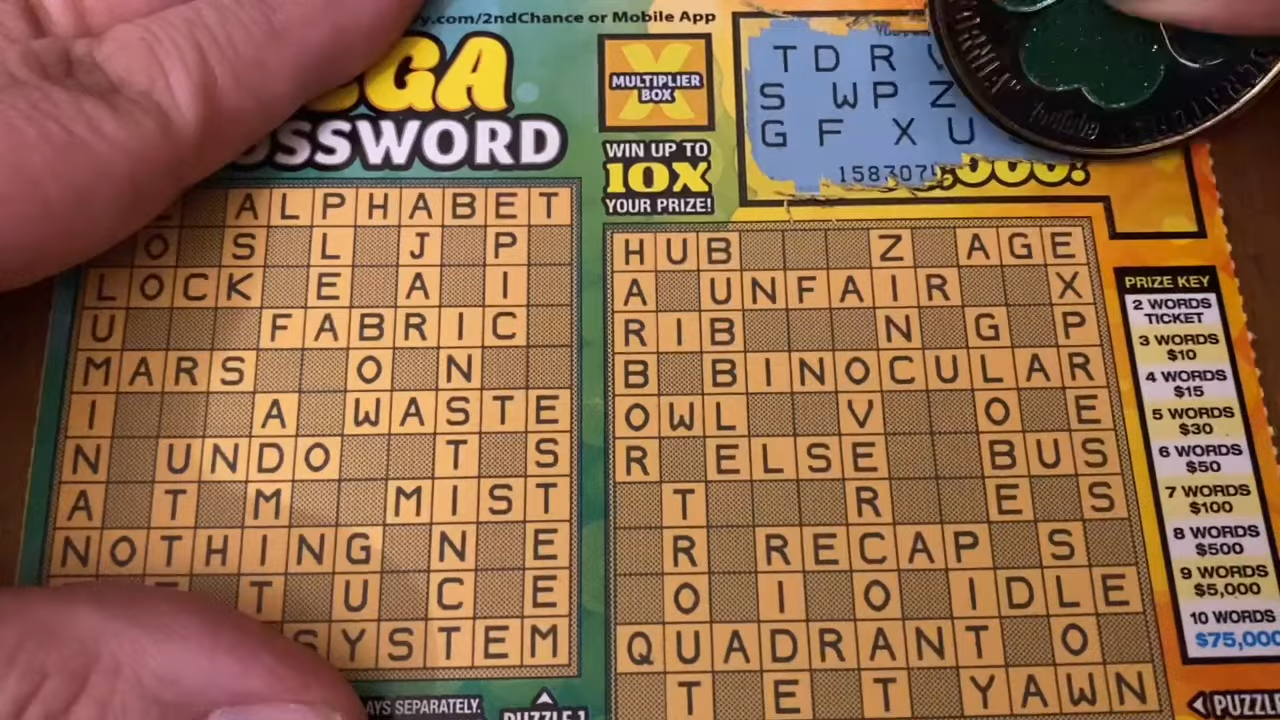 .com/2ndChance or Mobile App
GA
SSWORD
MULTIPLIER
BOX
WIN UP TO
10X
YOUR PRIZE!
T D R
S W P Z
G F X U
158307
ALPHABET
O S L J P
LOCK E A I
U FABRIC
MARS O N
I A WASTE
N UNDO T S
A T M MIST
NOTHING N E
T U C E
SYSTEM
AYS SEPARATELY.
PUZZLE 1
HUB Z AGE
A UNFAIR X
RIB N G P
B BINOCULAR
OWL V O E
R ELSE BUS
T R E S
R RECAP S
O I O IDLE
QUADRANT O
T E T YAWN
PRIZE KEY
2 WORDS
TICKET
3 WORDS
$10
4 WORDS
$15
5 WORDS
$30
6 WORDS
$50
7 WORDS
$100
8 WORDS
$500
9 WORDS
$5,000
10 WORDS
$75,000
PUZZL